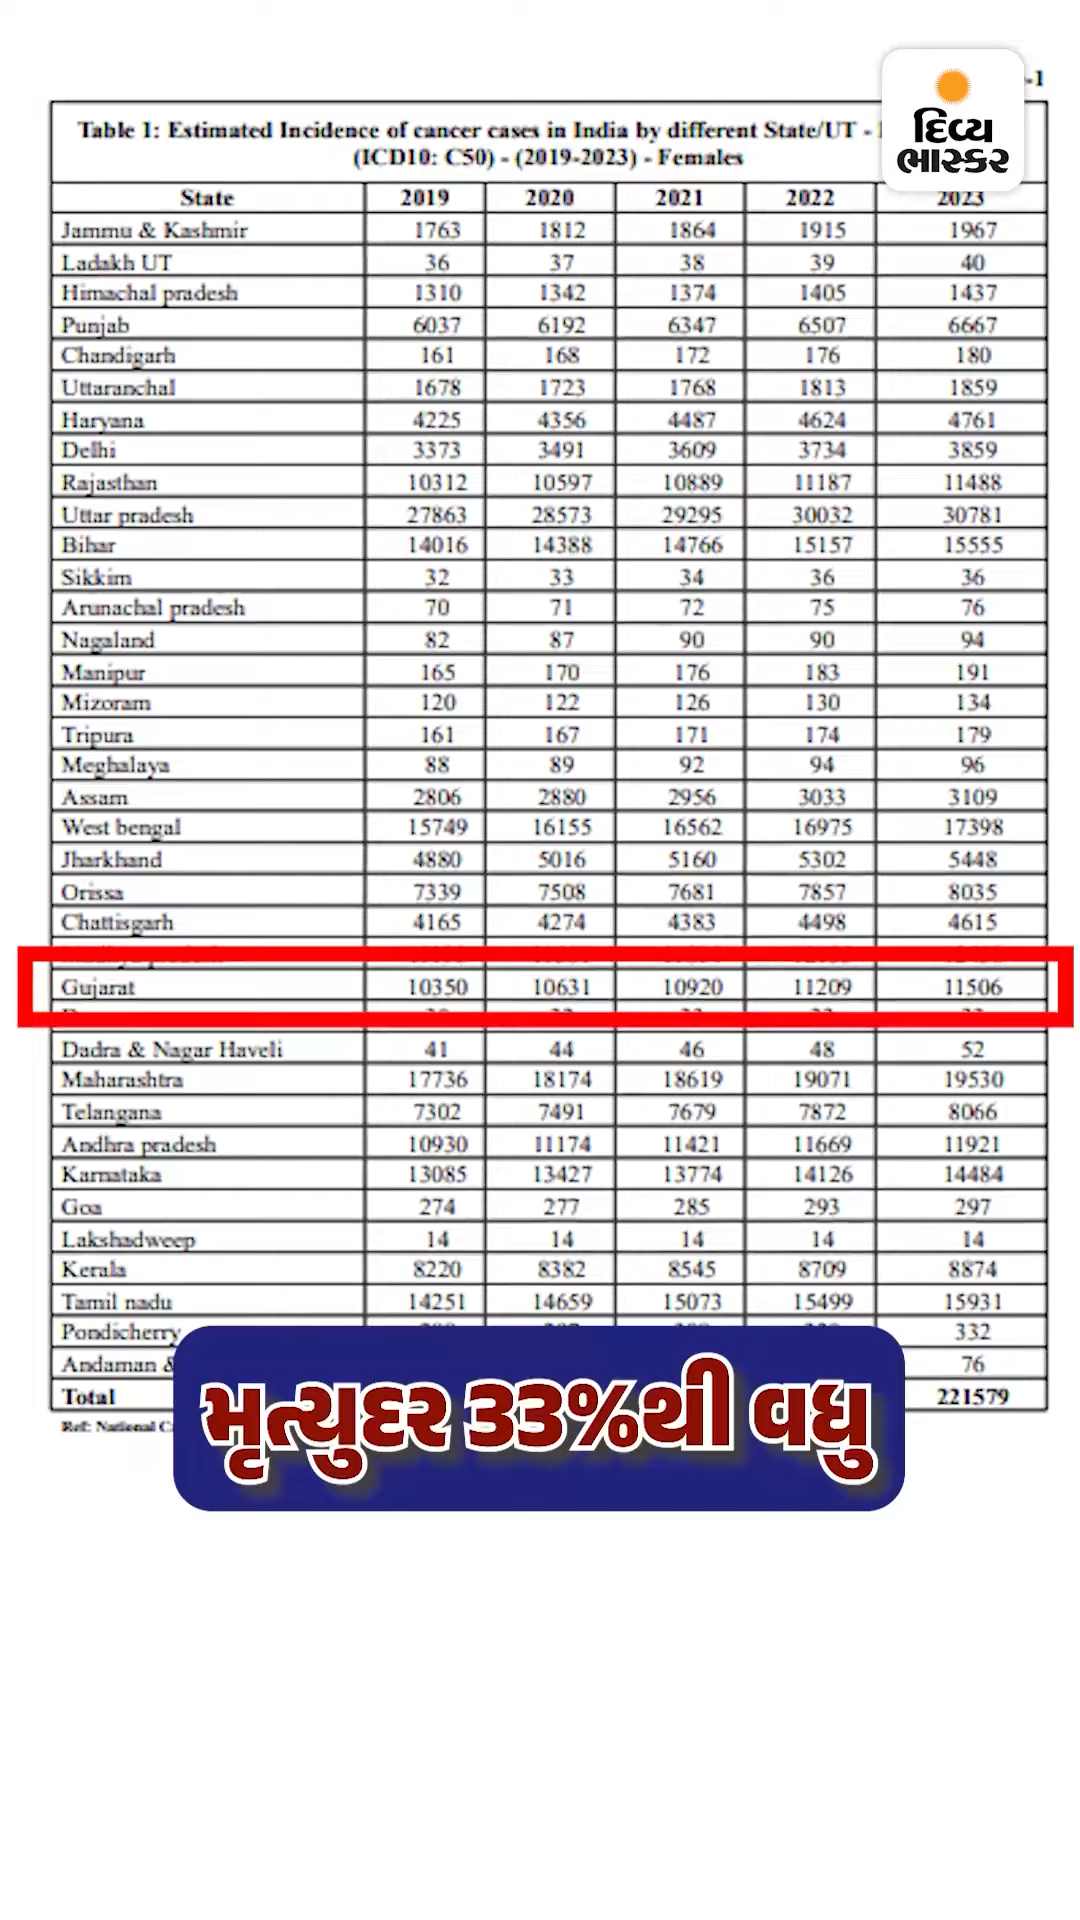 -1
દિવ્ય
ભાસ્કર
Table 1: Estimated Incidence of cancer cases in India by different State/UT -
(ICD10: C50) - (2019-2023) - Females
State 2019 2020 2021 2022 2023
Jammu & Kashmir 1763 1812 1864 1915 1967
Ladakh UT 36 37 38 39 40
Himachal pradesh 1310 1342 1374 1405 1437
Punjab 6037 6192 6347 6507 6667
Chandigarh 161 168 172 176 180
Uttaranchal 1678 1723 1768 1813 1859
Haryana 4225 4356 4487 4624 4761
Delhi 3373 3491 3609 3734 3859
Rajasthan 10312 10597 10889 11187 11488
Uttar pradesh 27863 28573 29295 30032 30781
Bihar 14016 14388 14766 15157 15555
Sikkim 32 33 34 36 36
Arunachal pradesh 70 71 72 75 76
Nagaland 82 87 90 90 94
Manipur 165 170 176 183 191
Mizoram 120 122 126 130 134
Tripura 161 167 171 174 179
Meghalaya 88 89 92 94 96
Assam 2806 2880 2956 3033 3109
West bengal 15749 16155 16562 16975 17398
Jharkhand 4880 5016 5160 5302 5448
Orissa 7339 7508 7681 7857 8035
Chattisgarh 4165 4274 4383 4498 4615
Gujarat 10350 10631 10920 11209 11506
Dadra & Nagar Haveli 41 44 46 48 52
Maharashtra 17736 18174 18619 19071 19530
Telangana 7302 7491 7679 7872 8066
Andhra pradesh 10930 11174 11421 11669 11921
Karnataka 13085 13427 13774 14126 14484
Goa 274 277 285 293 297
Lakshadweep 14 14 14 14 14
Kerala 8220 8382 8545 8709 8874
Tamil nadu 14251 14659 15073 15499 15931
Pondicherry 332
Andaman & 76
Total 221579
Ref: National
મૃત્યુદર 33%થી વધુ